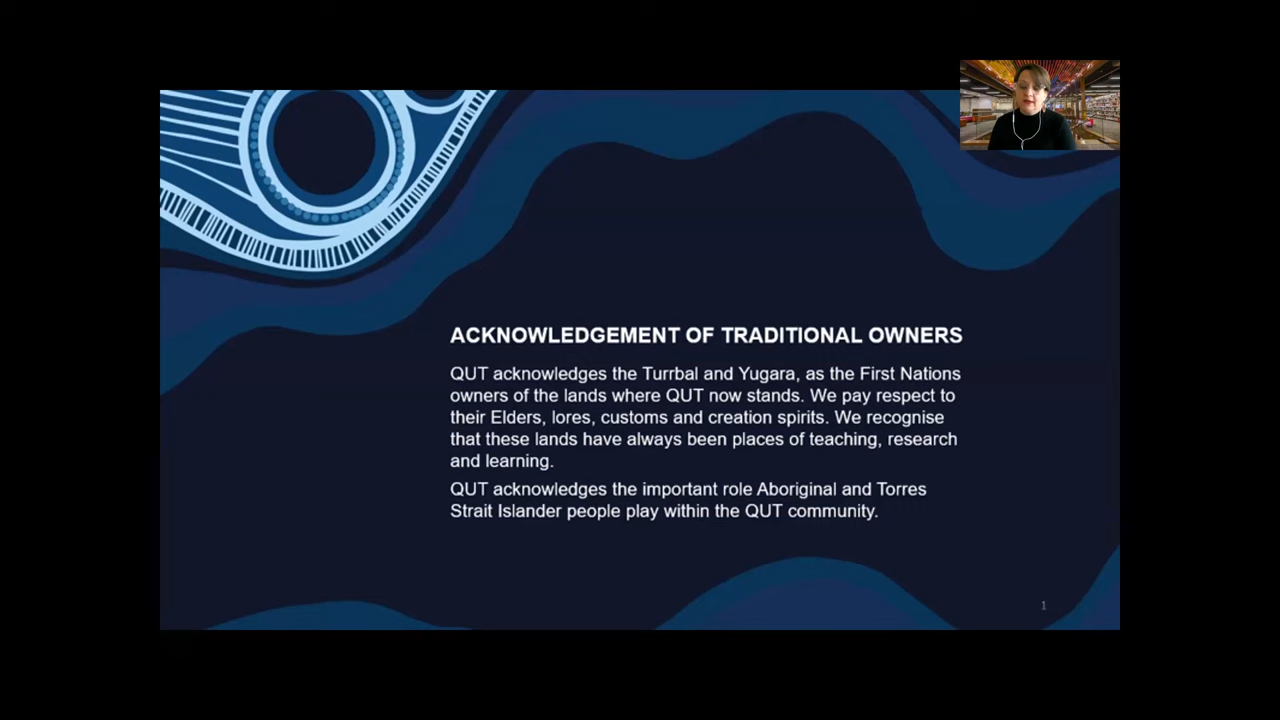 ACKNOWLEDGEMENT OF TRADITIONAL OWNERS
QUT acknowledges the Turrbal and Yugara, as the First Nations
owners of the lands where QUT now stands. We pay respect to
their Elders, lores, customs and creation spirits. We recognise
that these lands have always been places of teaching, research
and learning.
QUT acknowledges the important role Aboriginal and Torres
Strait Islander people play within the QUT community.
1